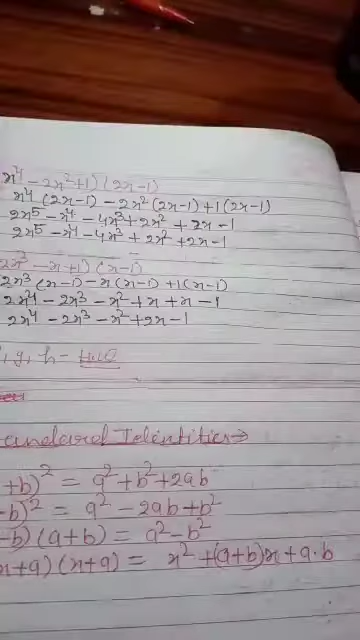 x⁴ - 2x² + 1) (2x-1)
x⁴ (2x-1) - 2x² (2x-1) + 1(2x-1)
2x⁵ - x⁴ - 4x³ + 2x² + 2x - 1
2x⁵ - x⁴ - 4x³ + 2x² + 2x - 1
2x³ - x + 1) (x-1)
2x³ (x-1) - x(x-1) + 1(x-1)
2x⁴ - 2x³ - x² + x + x - 1
2x⁴ - 2x³ - x² + 2x - 1
, g, h -
andard Identities →
+b)² = a² + b² + 2ab
-b)² = a² - 2ab + b²
-b) (a+b) = a² - b²
x+a) (x+a) = x² + (a+b)x + a.b